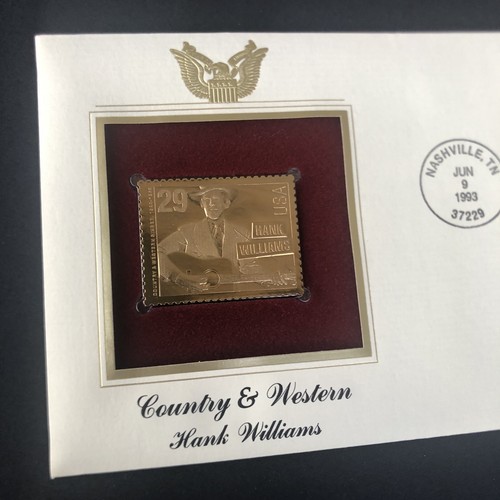 29
USA
HANK
WILLIAMS
Country & Western
Hank Williams
NASHVILLE, TN
JUN
9
1993
37229